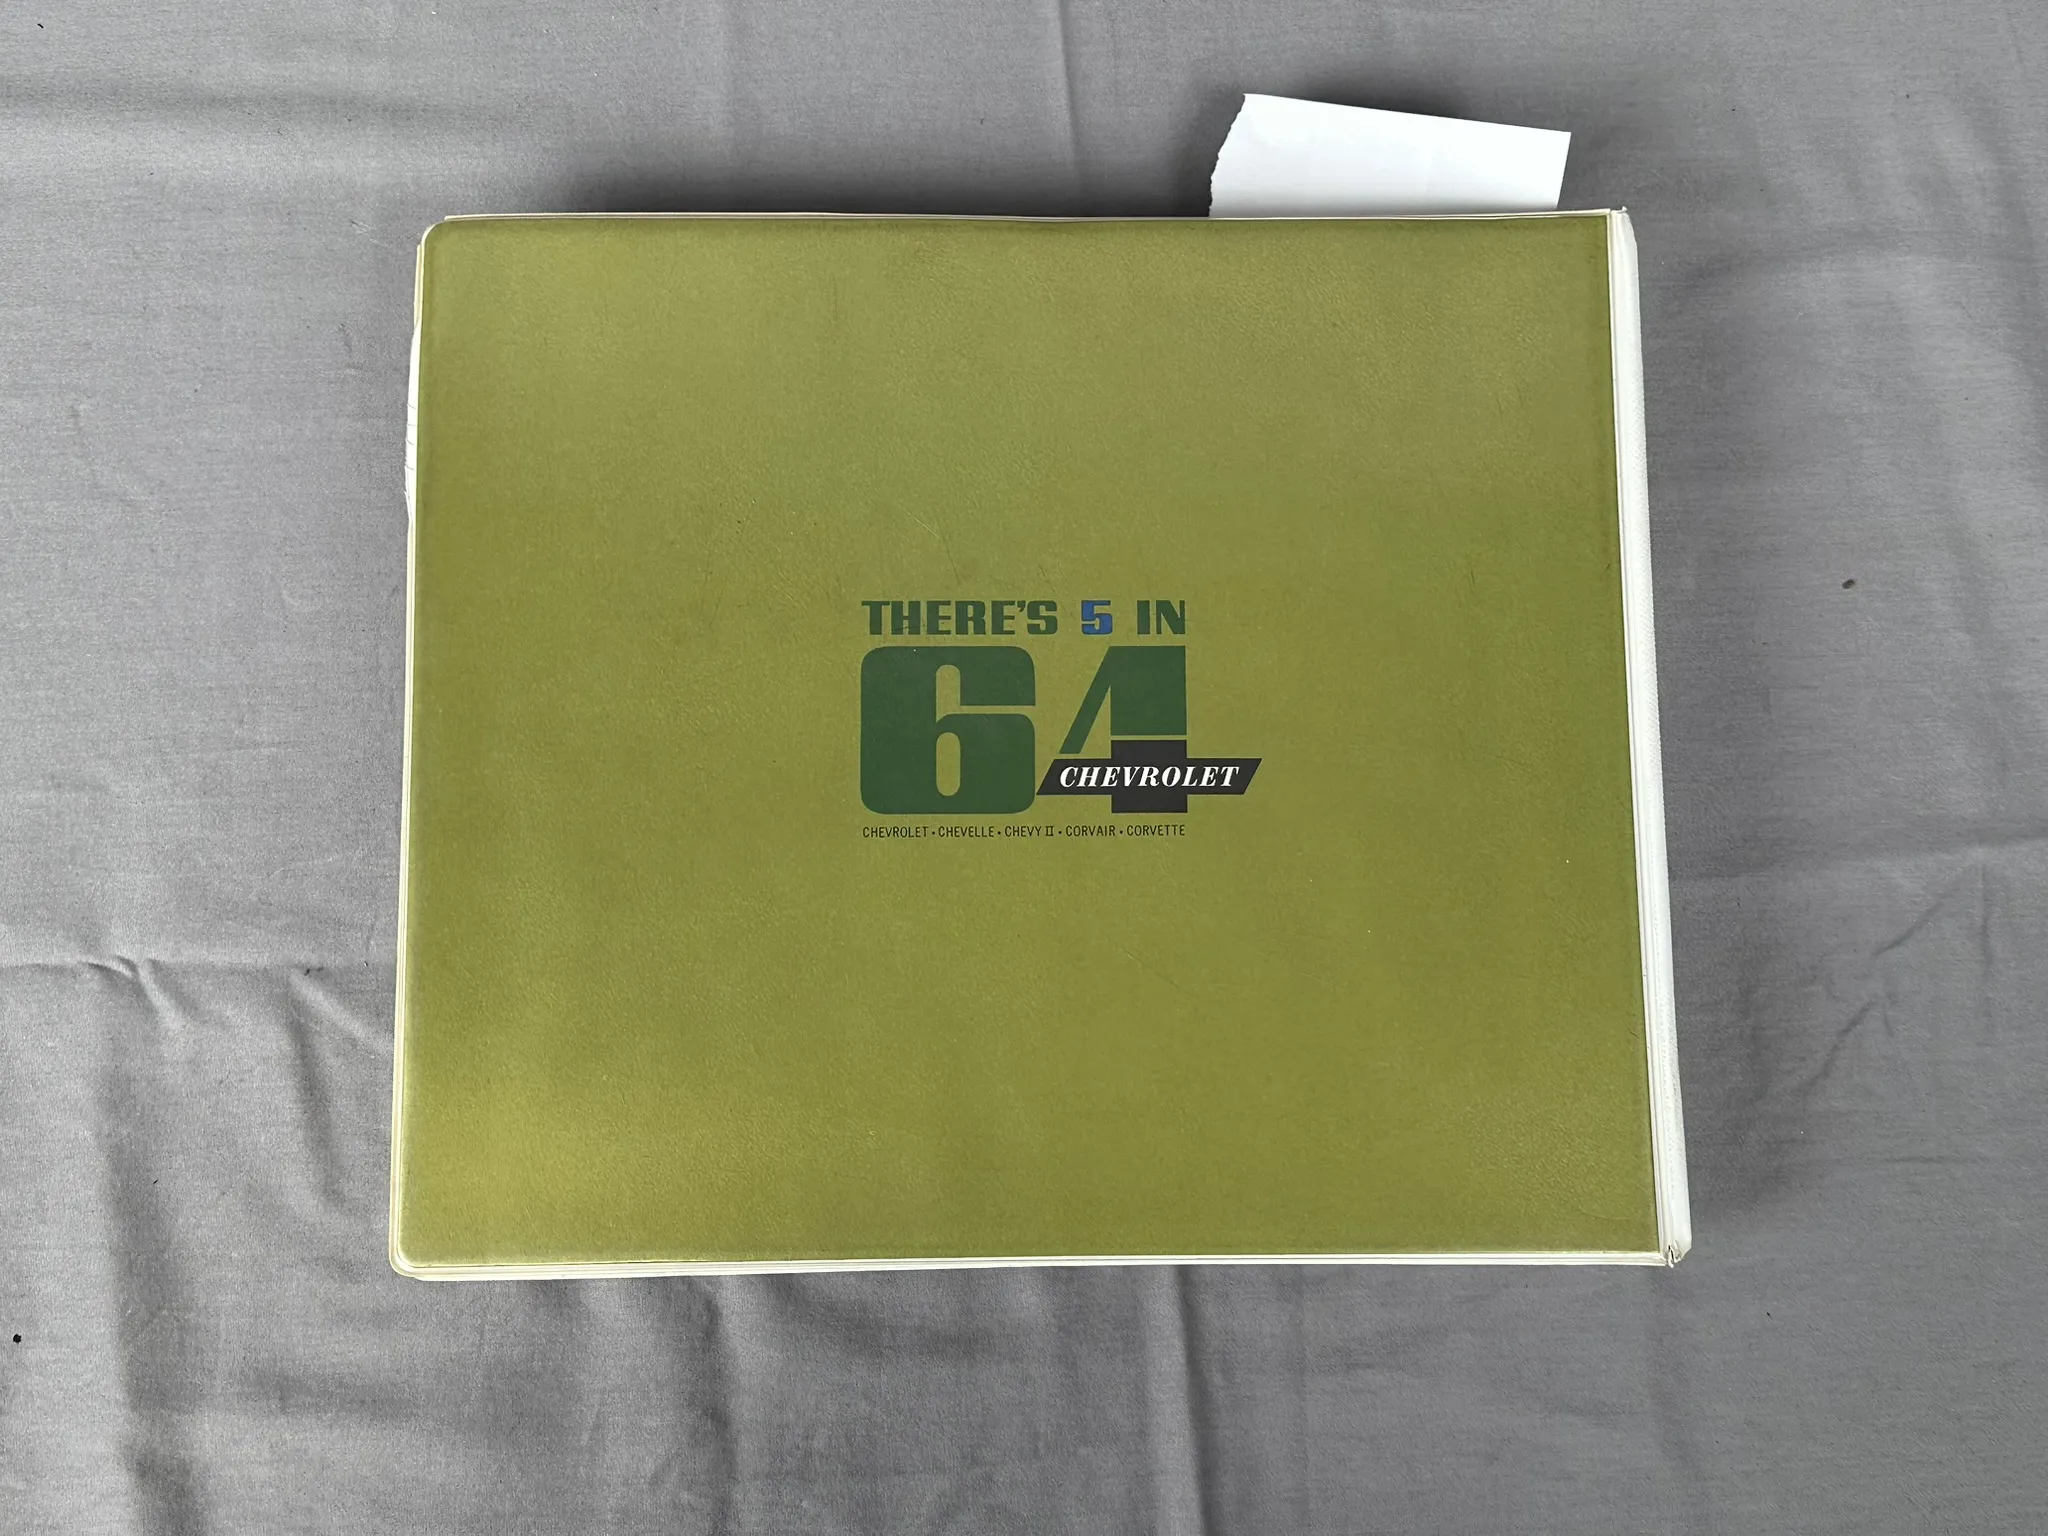 THERE'S 5 IN
64
CHEVROLET
CHEVROLET • CHEVELLE • CHEVY II • CORVAIR • CORVETTE